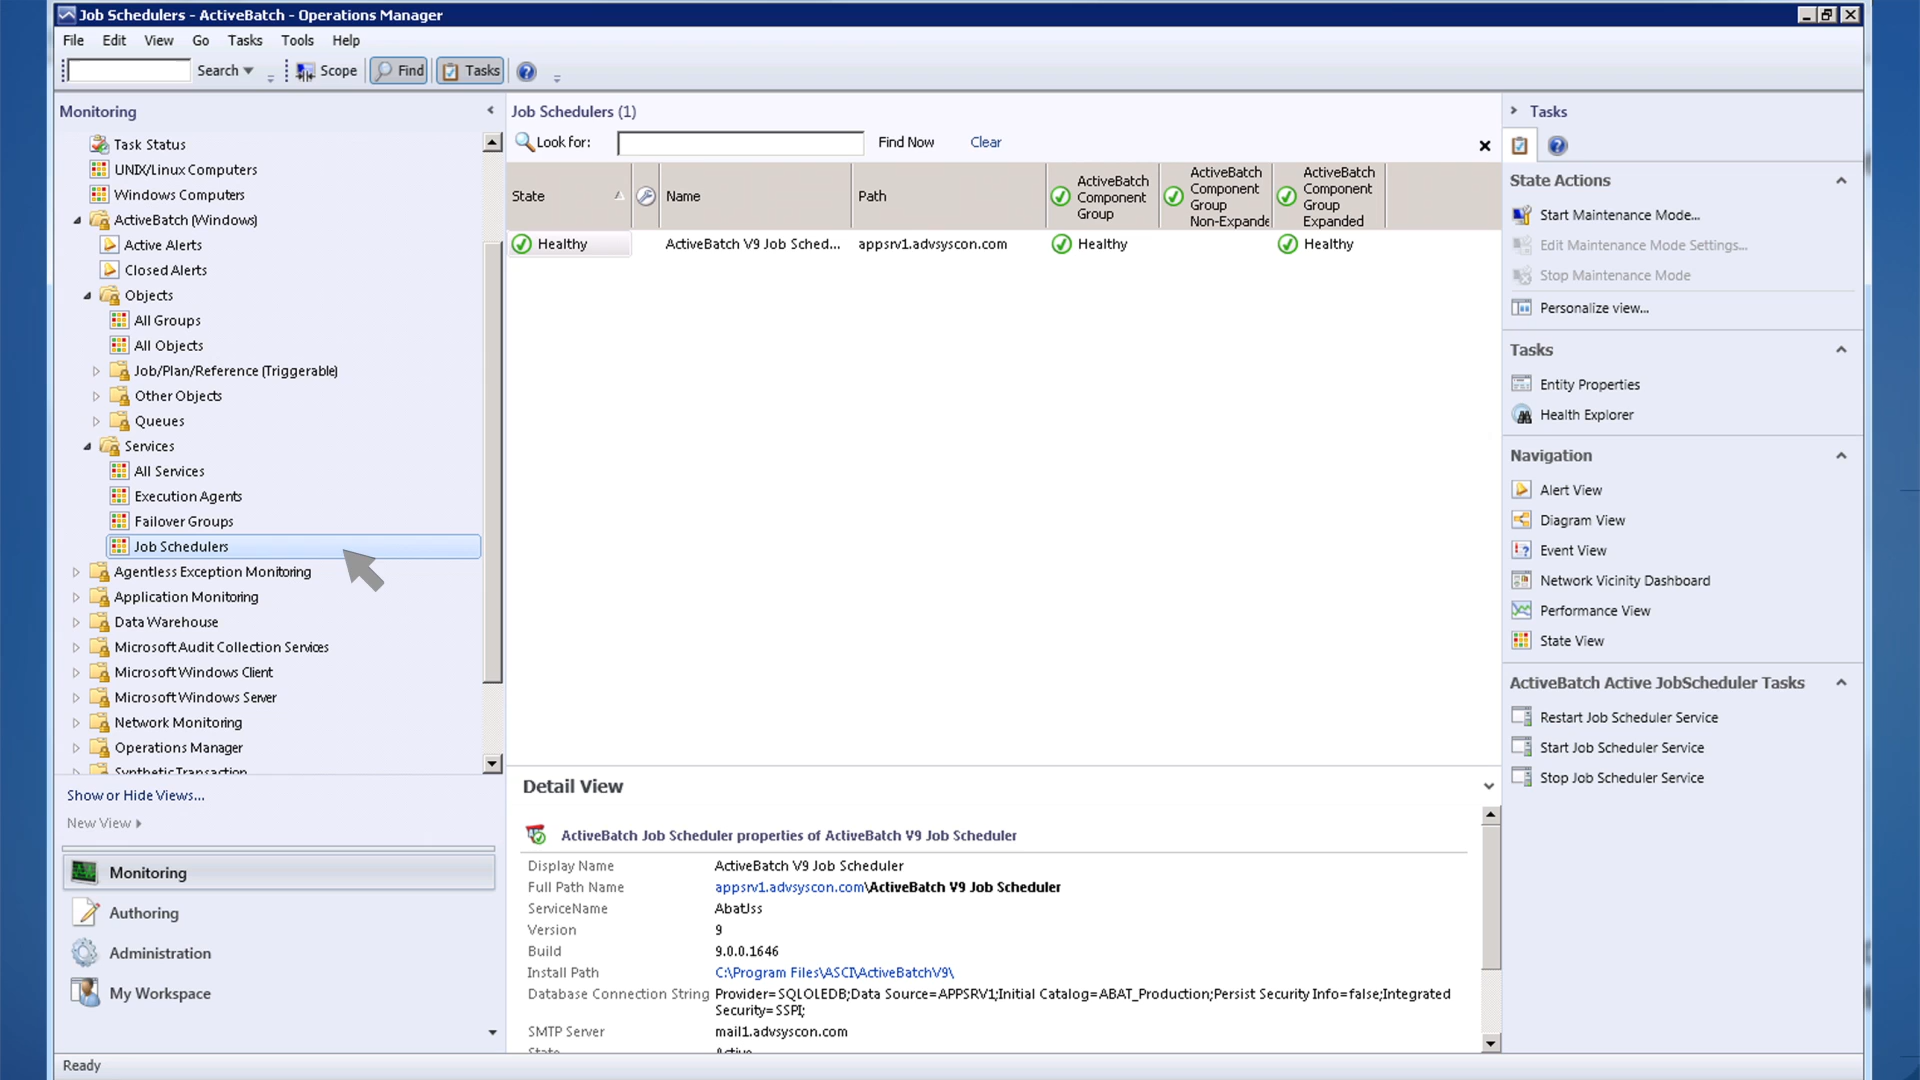 Job Schedulers - ActiveBatch - Operations Manager
File Edit View Go Tasks Tools Help
Search Scope Find Tasks
Monitoring
Task Status
UNIX/Linux Computers
Windows Computers
ActiveBatch (Windows)
Active Alerts
Closed Alerts
Objects
All Groups
All Objects
Job/Plan/Reference (Triggerable)
Other Objects
Queues
Services
All Services
Execution Agents
Failover Groups
Job Schedulers
Agentless Exception Monitoring
Application Monitoring
Data Warehouse
Microsoft Audit Collection Services
Microsoft Windows Client
Microsoft Windows Server
Network Monitoring
Operations Manager
Synthetic Transaction
Show or Hide Views...
New View
Monitoring
Authoring
Administration
My Workspace
Ready
Job Schedulers (1)
Look for: Find Now Clear
State Name Path
ActiveBatch
Component
Group
ActiveBatch
Component
Group
Non-Expande
ActiveBatch
Component
Group
Expanded
Healthy ActiveBatch V9 Job Sched... appsrv1.advsyscon.com Healthy Healthy
Detail View
ActiveBatch Job Scheduler properties of ActiveBatch V9 Job Scheduler
Display Name ActiveBatch V9 Job Scheduler
Full Path Name appsrv1.advsyscon.com\ActiveBatch V9 Job Scheduler
ServiceName AbatJss
Version 9
Build 9.0.0.1646
Install Path C:\Program Files\ASCI\ActiveBatchV9\
Database Connection String Provider=SQLOLEDB;Data Source=APPSRV1;Initial Catalog=ABAT_Production;Persist Security Info=false;Integrated
Security=SSPI;
SMTP Server mail1.advsyscon.com
State Active
Tasks
State Actions
Start Maintenance Mode...
Edit Maintenance Mode Settings...
Stop Maintenance Mode
Personalize view...
Tasks
Entity Properties
Health Explorer
Navigation
Alert View
Diagram View
Event View
Network Vicinity Dashboard
Performance View
State View
ActiveBatch Active JobScheduler Tasks
Restart Job Scheduler Service
Start Job Scheduler Service
Stop Job Scheduler Service